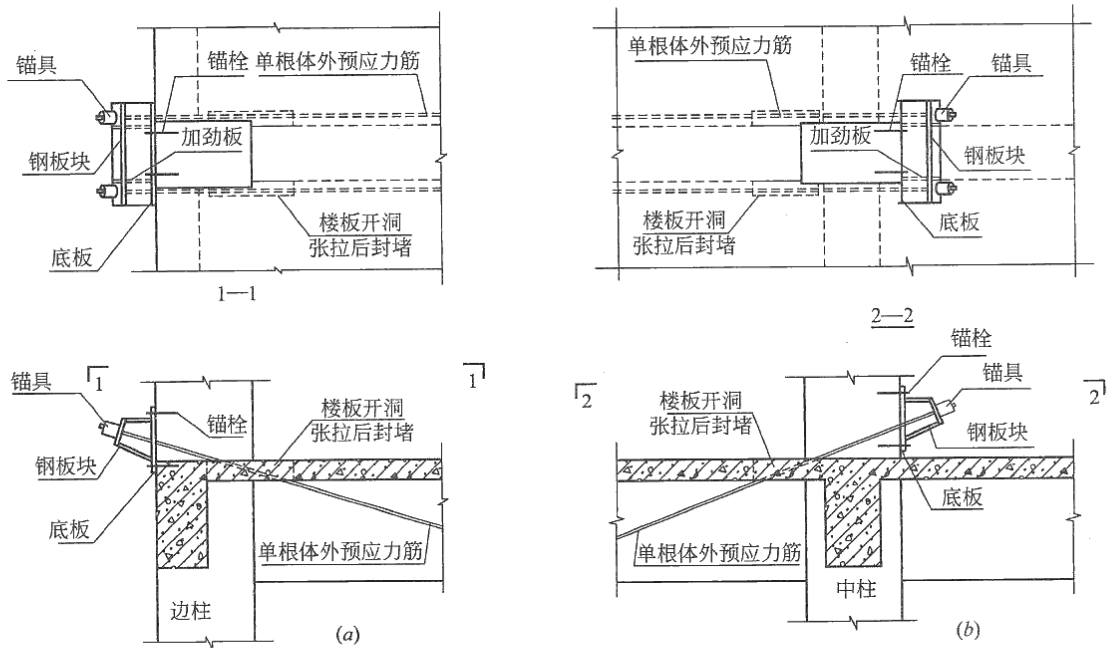 锚栓 单根体外预应力筋
锚具
加劲板
钢板块
楼板开洞
张拉后封堵
底板
1—1
单根体外预应力筋
锚栓
锚具
加劲板
钢板块
楼板开洞
张拉后封堵
底板
2—2
1
1
锚具
楼板开洞
张拉后封堵
锚栓
钢板块
底板
单根体外预应力筋
边柱
(a)
锚栓
2
2
锚具
楼板开洞
张拉后封堵
钢板块
底板
单根体外预应力筋
中柱
(b)